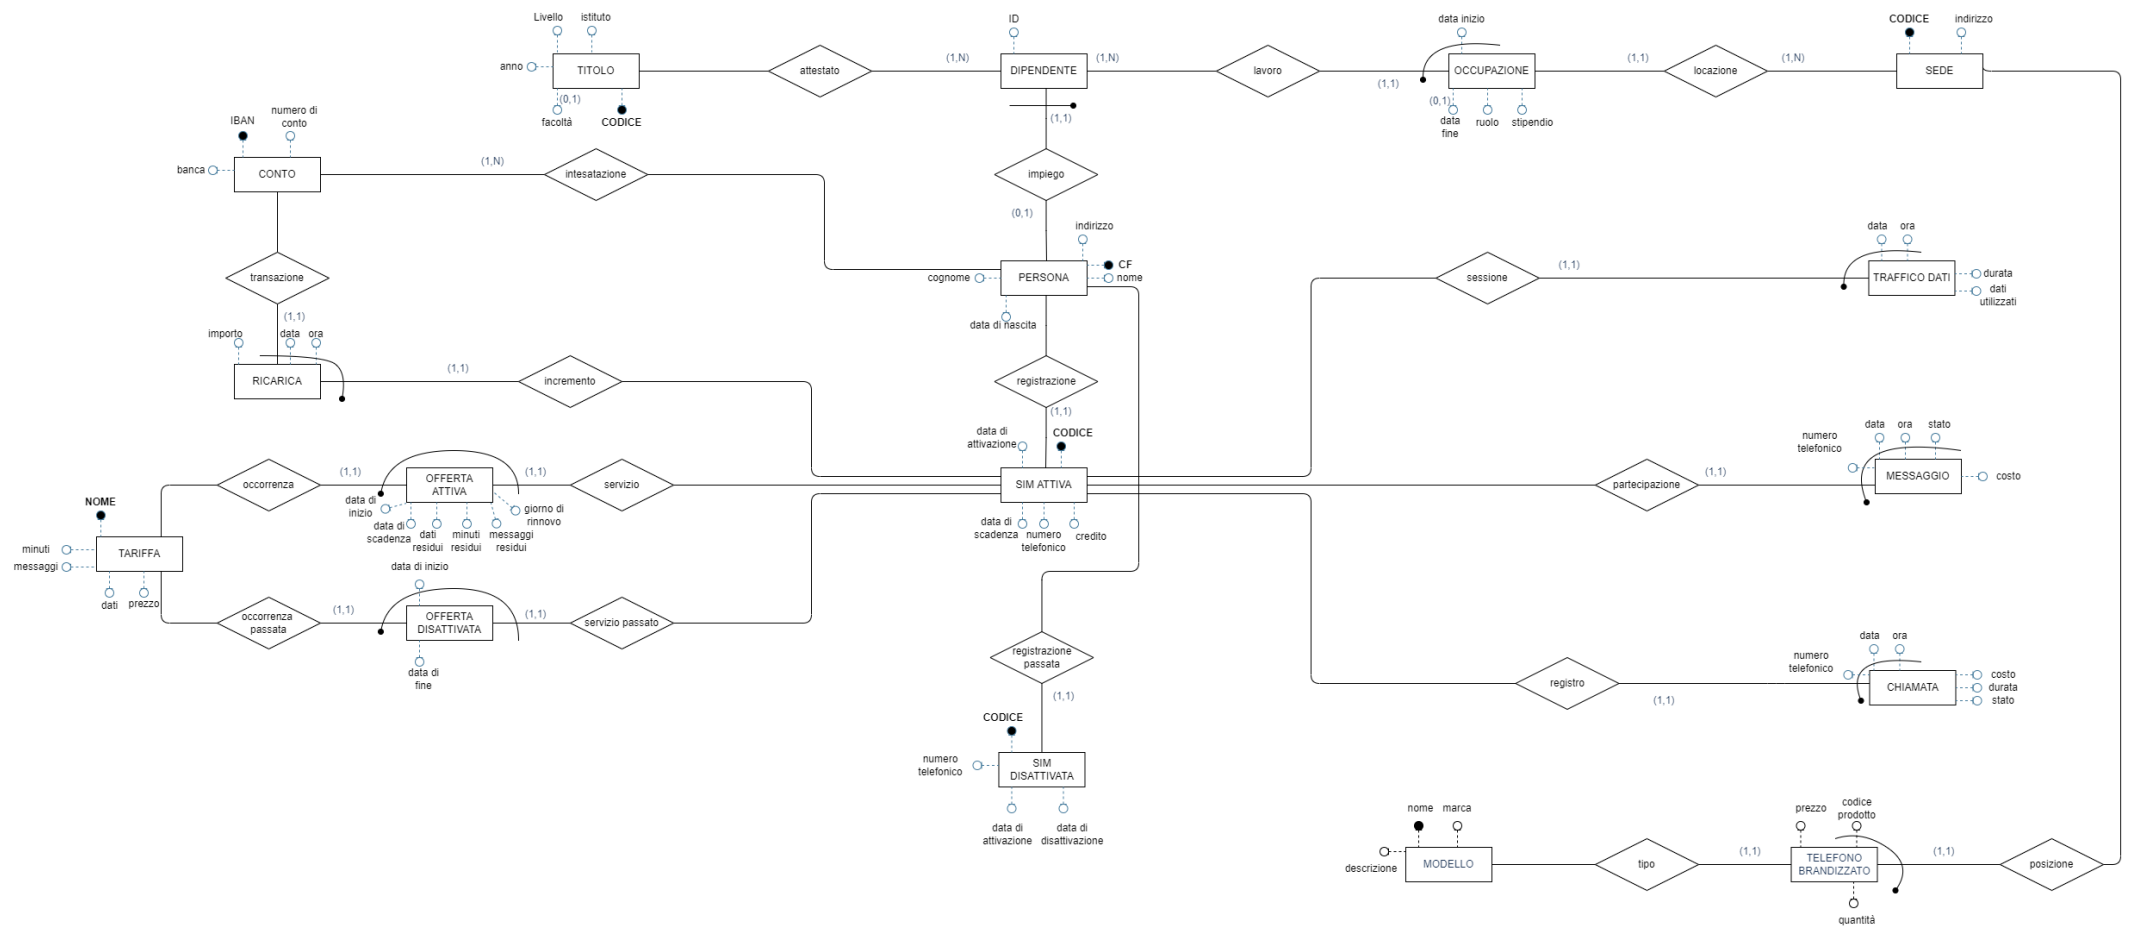 Livello
istituto
anno
TITOLO
(0,1)
facoltà
CODICE
attestato
(1,N)
ID
DIPENDENTE
(1,N)
(1,1)
lavoro
data inizio
OCCUPAZIONE
(1,1)
(0,1)
data
fine
ruolo
stipendio
(1,1)
locazione
(1,N)
CODICE
indirizzo
SEDE
IBAN
numero di
conto
banca
CONTO
(1,N)
intesatazione
impiego
(0,1)
indirizzo
CF
nome
cognome
PERSONA
data di nascita
transazione
(1,1)
importo
data
ora
RICARICA
(1,1)
incremento
registrazione
(1,1)
sessione
(1,1)
data
ora
TRAFFICO DATI
durata
dati
utilizzati
data di
attivazione
CODICE
SIM ATTIVA
data di
scadenza
numero
telefonico
credito
occorrenza
(1,1)
OFFERTA
ATTIVA
(1,1)
servizio
data di
inizio
data di
scadenza
dati
residui
minuti
residui
messaggi
residui
giorno di
rinnovo
NOME
minuti
messaggi
TARIFFA
dati
prezzo
data di inizio
occorrenza
passata
(1,1)
OFFERTA
DISATTIVATA
(1,1)
servizio passato
data di
fine
partecipazione
(1,1)
numero
telefonico
data
ora
stato
MESSAGGIO
costo
registrazione
passata
(1,1)
CODICE
numero
telefonico
SIM
DISATTIVATA
data di
attivazione
data di
disattivazione
registro
(1,1)
numero
telefonico
data
ora
CHIAMATA
costo
durata
stato
nome
marca
descrizione
MODELLO
tipo
(1,1)
prezzo
codice
prodotto
TELEFONO
BRANDIZZATO
quantità
(1,1)
posizione